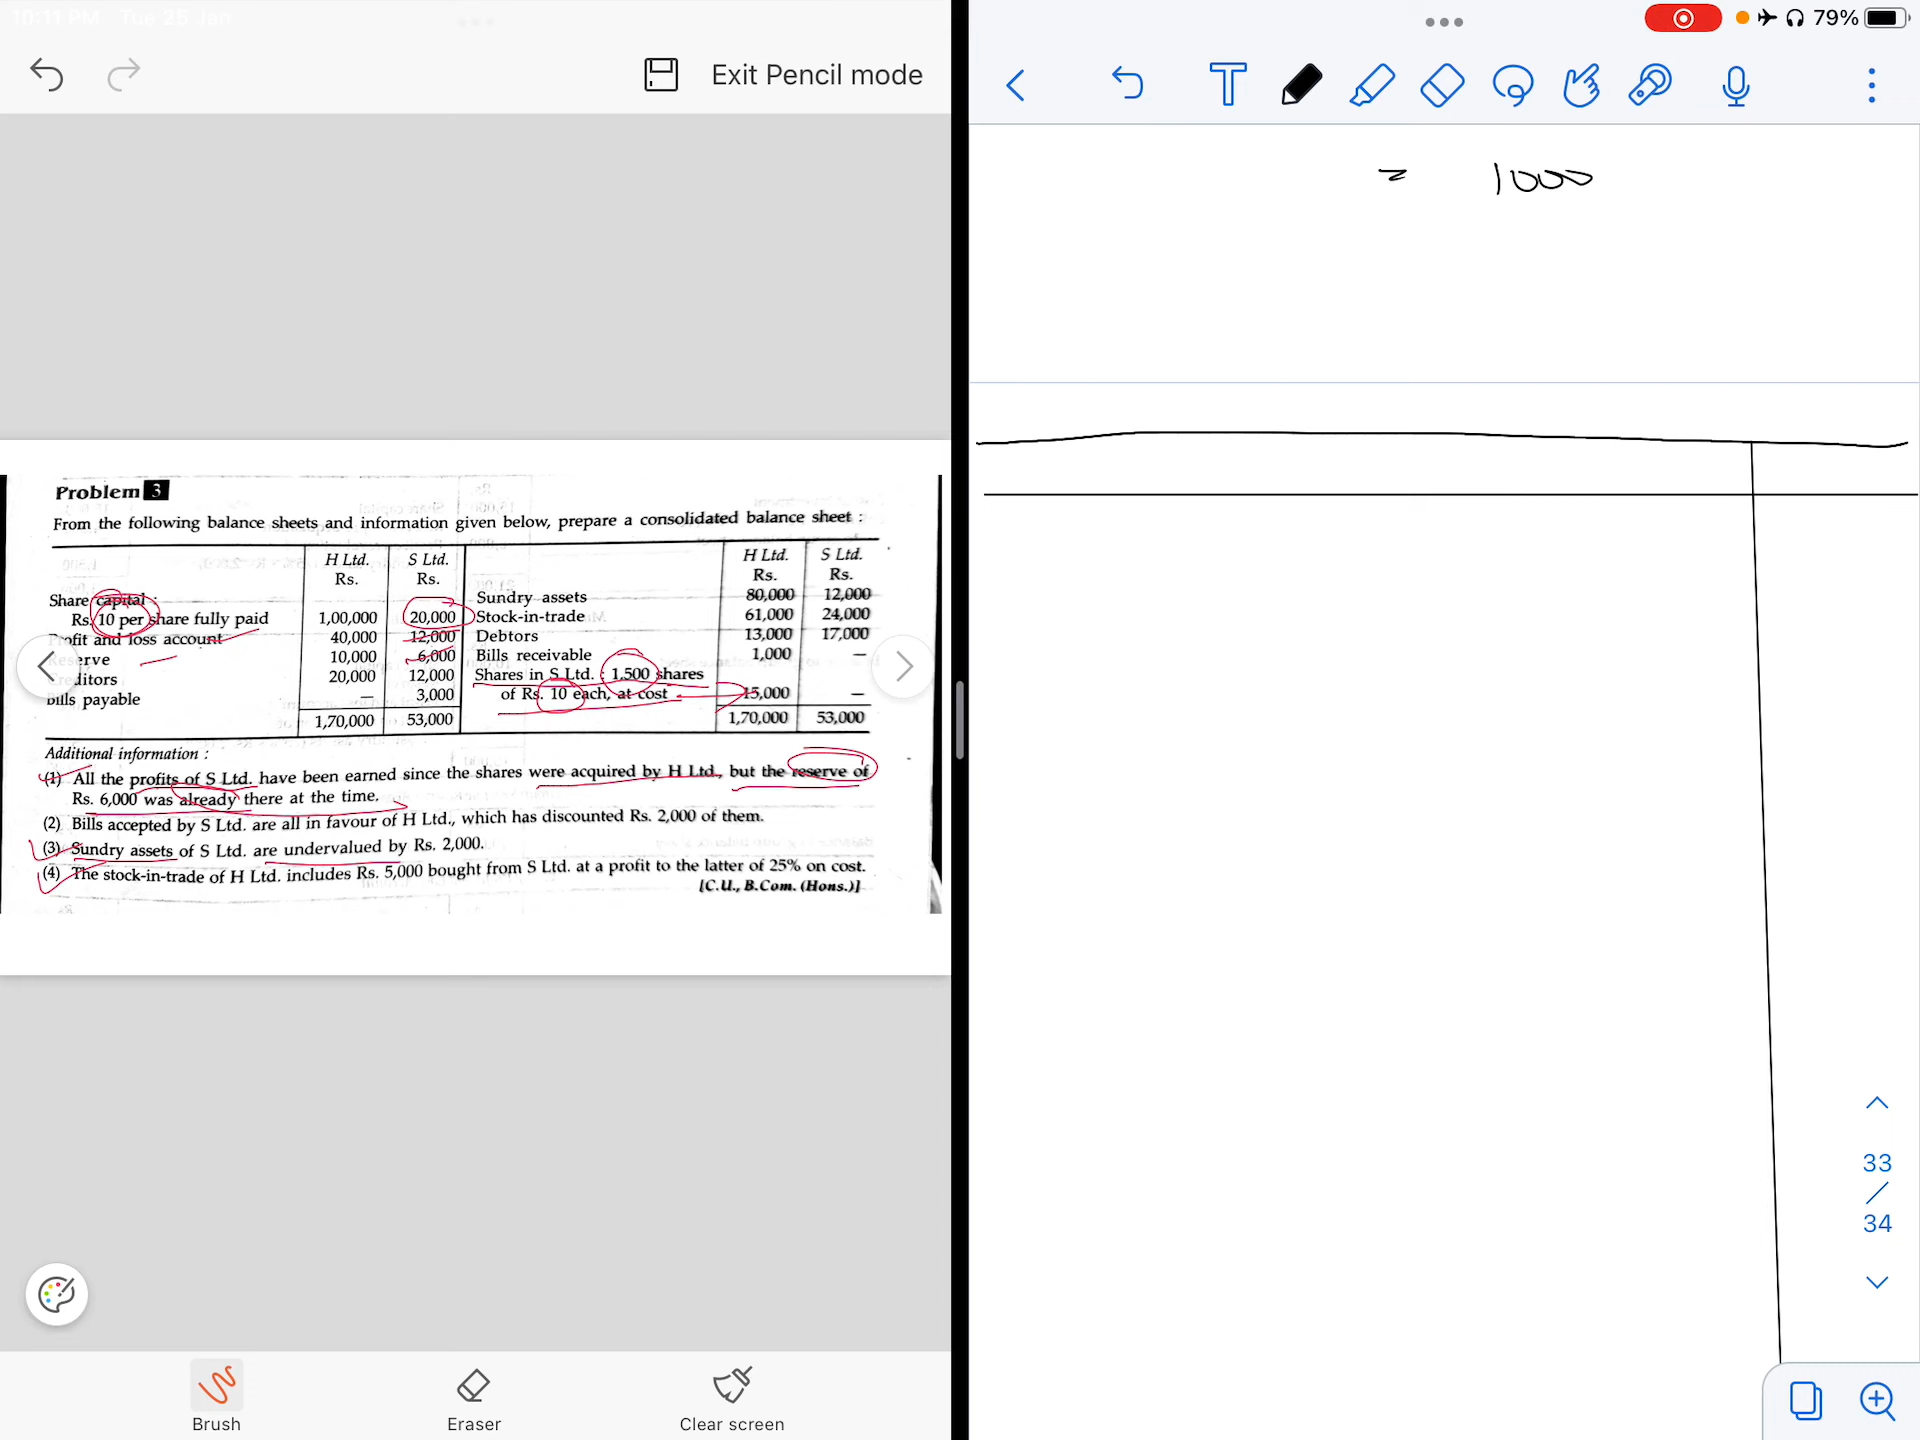 10:11 PM Tue 25 Jan
Exit Pencil mode
79%
= 1000
Problem 3
From the following balance sheets and information given below, prepare a consolidated balance sheet :
H Ltd. S Ltd. H Ltd. S Ltd.
Rs. Rs. Rs. Rs.
Share capital : Sundry assets 80,000 12,000
Rs. 10 per share fully paid 1,00,000 20,000 Stock-in-trade 61,000 24,000
ofit and loss account 40,000 12,000 Debtors 13,000 17,000
eserve 10,000 6,000 Bills receivable 1,000 —
ditors 20,000 12,000 Shares in S Ltd. : 1,500 shares
Bills payable — 3,000 of Rs. 10 each, at cost 15,000 —
1,70,000 53,000 1,70,000 53,000
Additional information :
(1) All the profits of S Ltd. have been earned since the shares were acquired by H Ltd., but the reserve of
Rs. 6,000 was already there at the time.
(2) Bills accepted by S Ltd. are all in favour of H Ltd., which has discounted Rs. 2,000 of them.
(3) Sundry assets of S Ltd. are undervalued by Rs. 2,000.
(4) The stock-in-trade of H Ltd. includes Rs. 5,000 bought from S Ltd. at a profit to the latter of 25% on cost.
[C.U., B.Com. (Hons.)]
33
/
34
Brush
Eraser
Clear screen